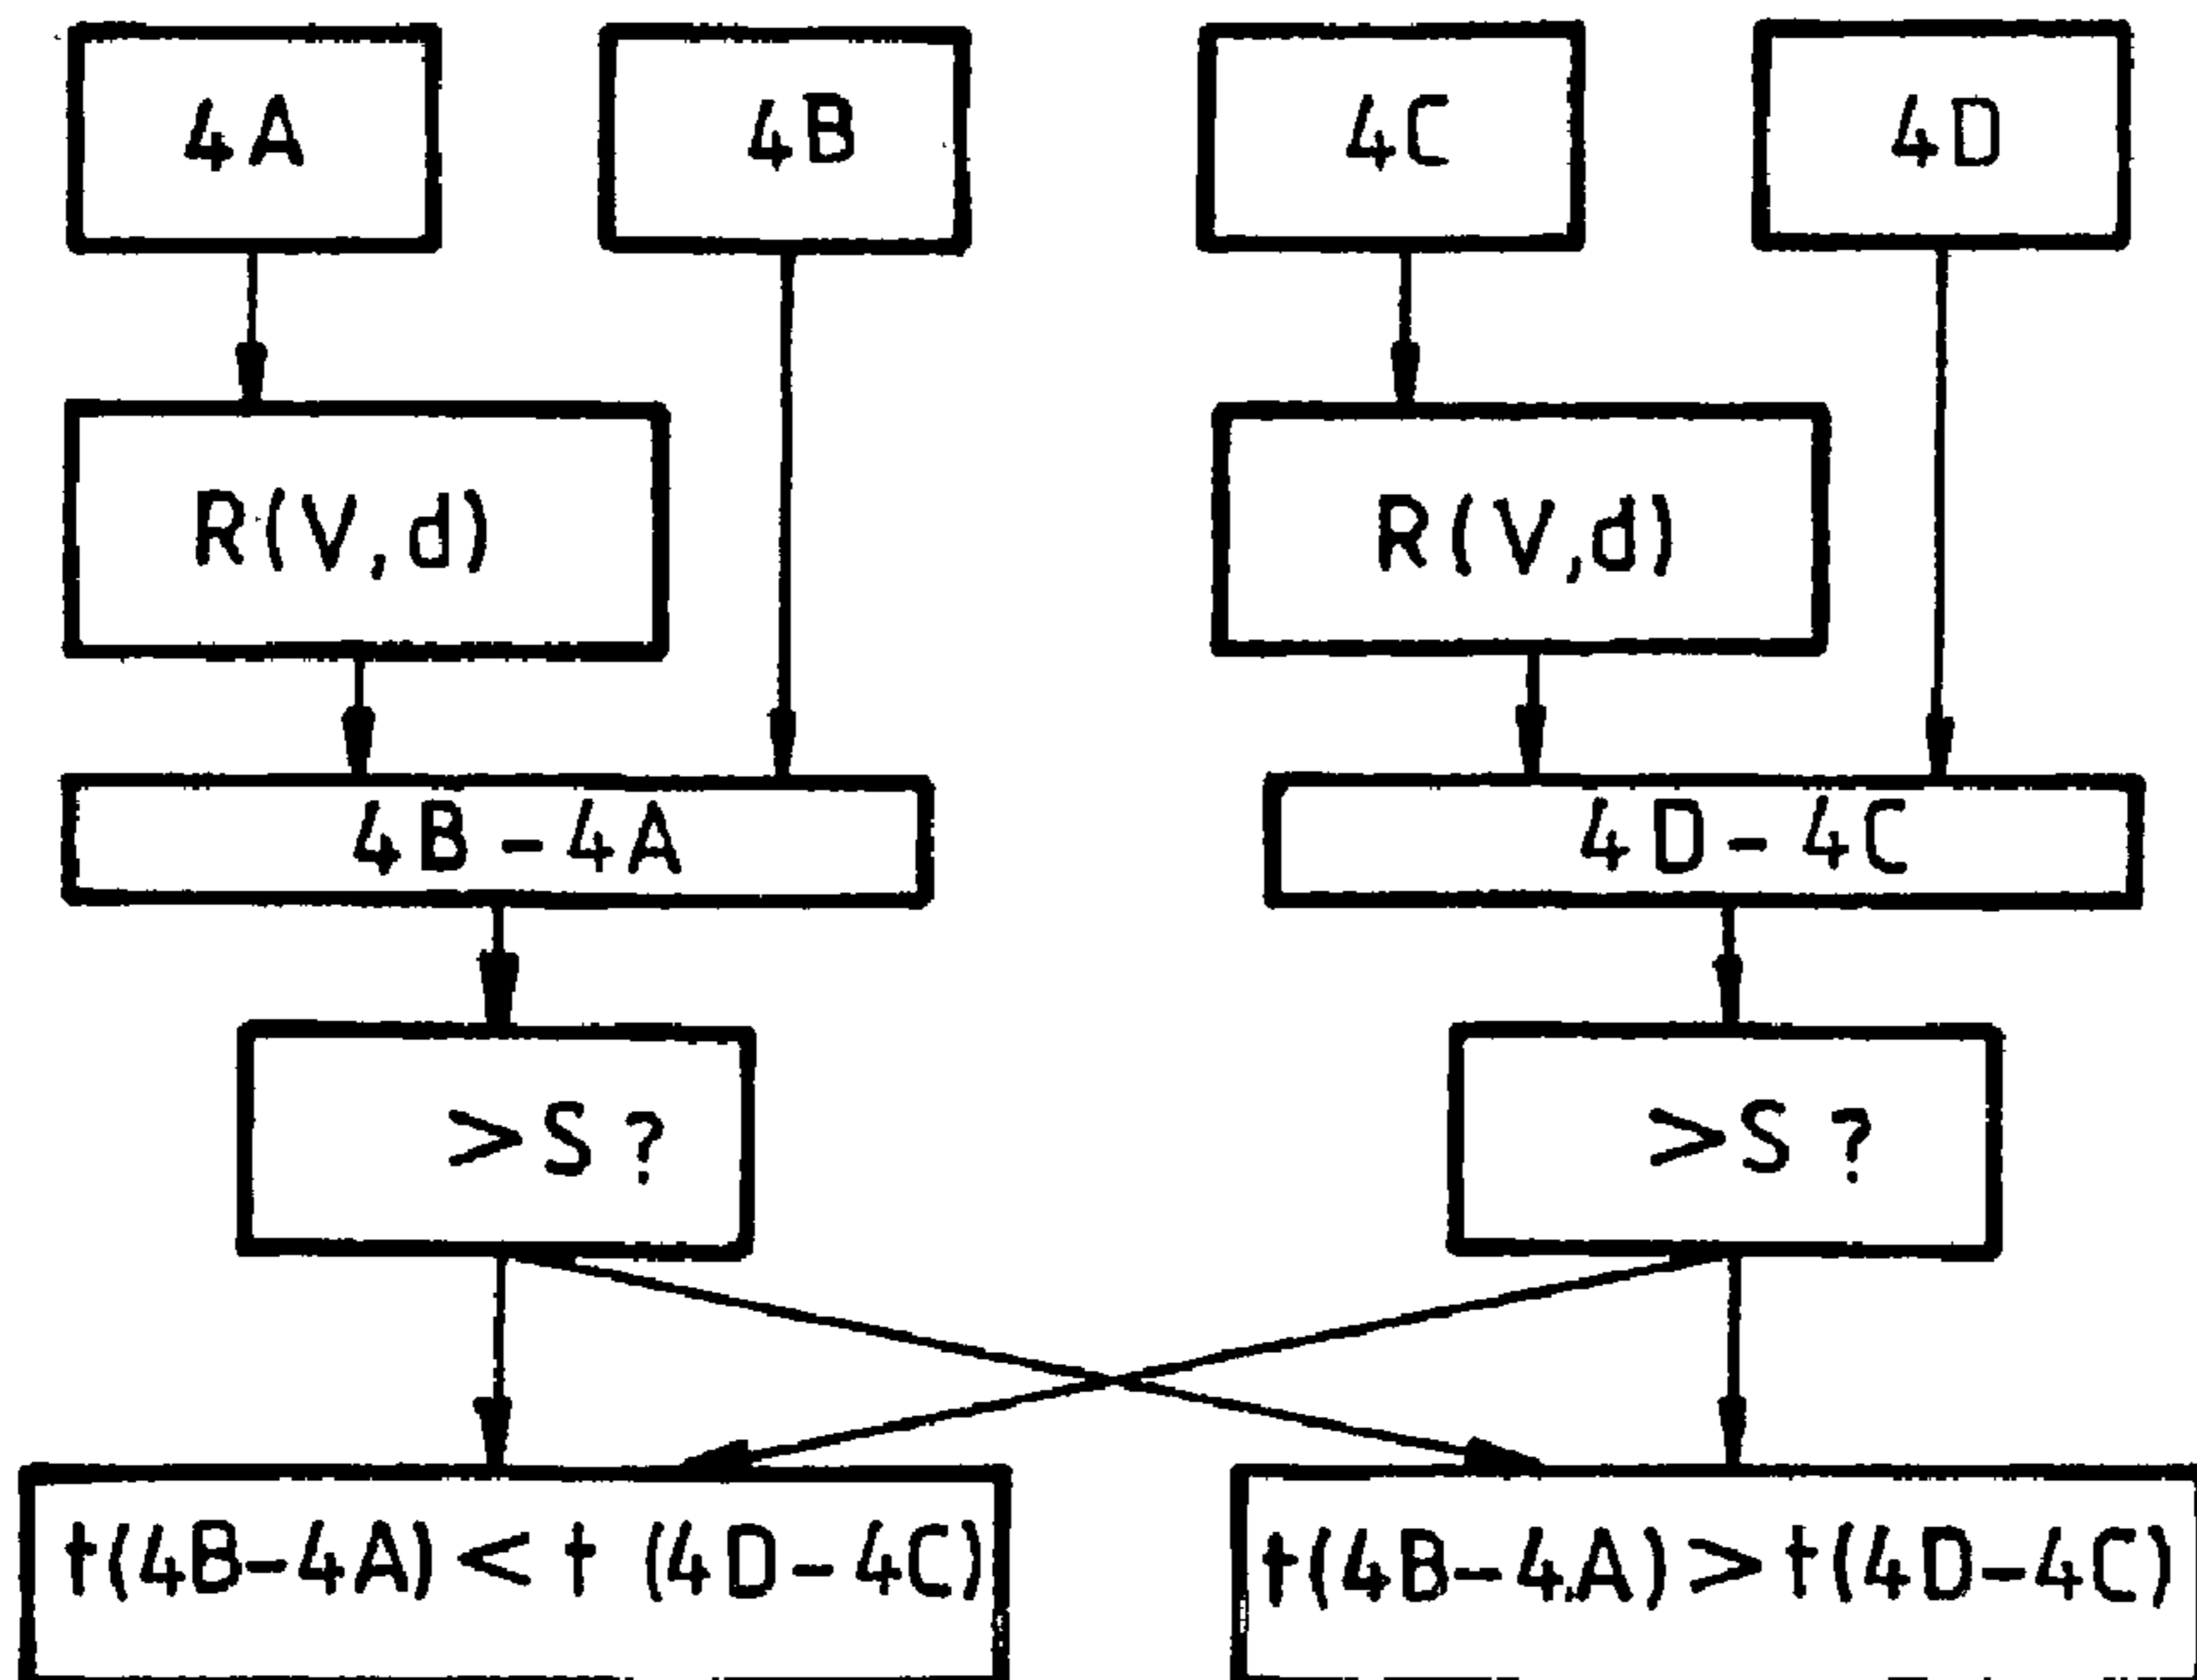 4A
4B
4C
4D
R(V,d)
R(V,d)
4B-4A
4D-4C
>S?
>S?
t(4B-4A)<t (4D-4C)
t(4B-4A)>t(4D-4C)